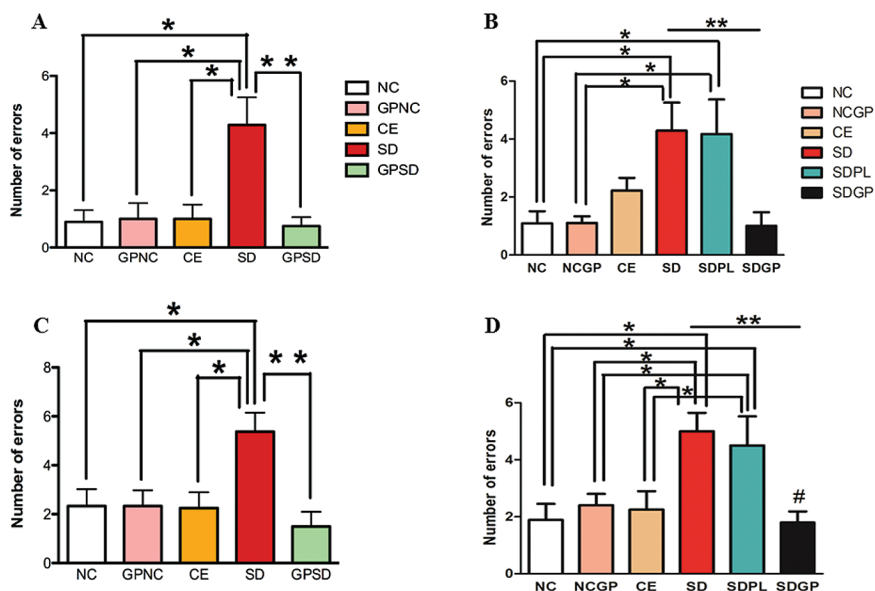 A
Number of errors
6
4
2
0
NC GPNC CE SD GPSD
* * * * *
NC
GPNC
CE
SD
GPSD
B
Number of errors
6
4
2
0
NC NCGP CE SD SDPL SDGP
* * * * **
NC
NCGP
CE
SD
SDPL
SDGP
C
Number of errors
8
6
4
2
0
NC GPNC CE SD GPSD
* * * * *
D
Number of errors
6
4
2
0
NC NCGP CE SD SDPL SDGP
* * * * * * **
#